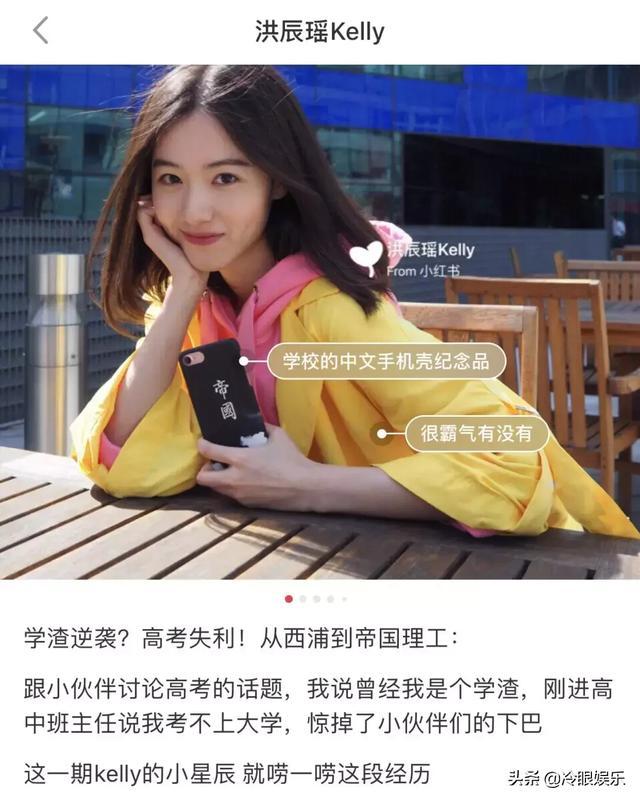 洪辰瑶Kelly
洪辰瑶Kelly
From 小红书
学校的中文手机壳纪念品
帝國
很霸气有没有
学渣逆袭？高考失利！从西浦到帝国理工：
跟小伙伴讨论高考的话题，我说曾经我是个学渣，刚进高
中班主任说我考不上大学，惊掉了小伙伴们的下巴
这一期kelly的小星辰 就唠一唠这段经历
头条 @冷眼娱乐